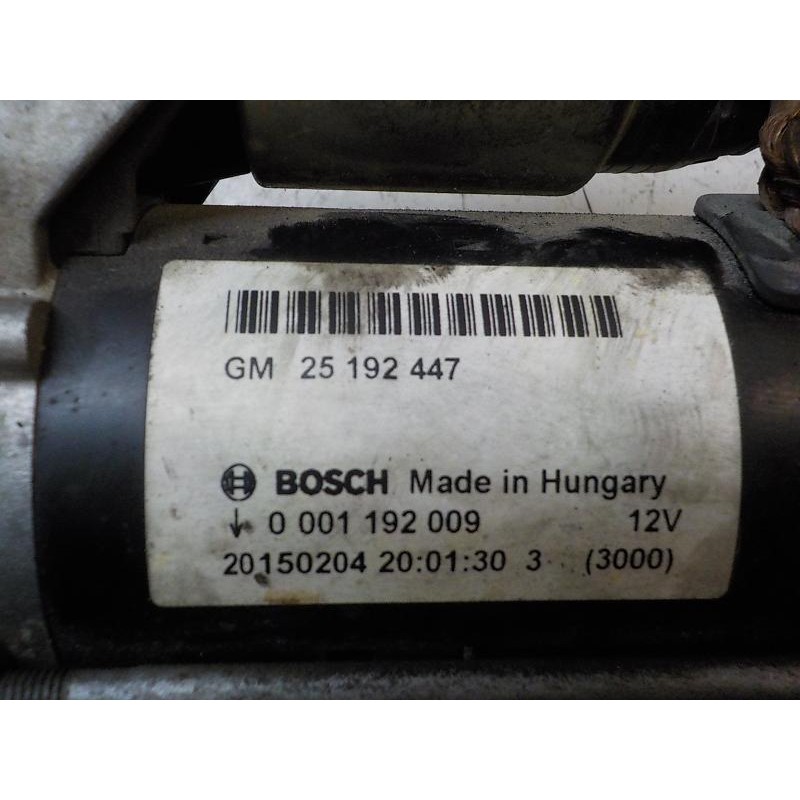 GM 25 192 447
BOSCH Made in Hungary
↓ 0 001 192 009 12V
20150204 20:01:30 3 (3000)